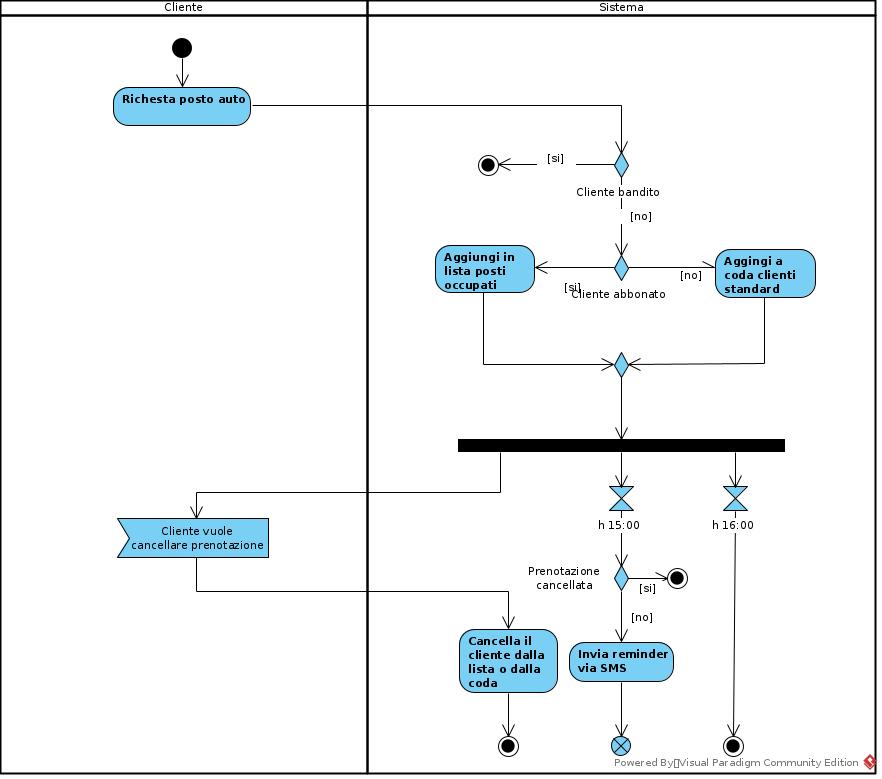 Cliente
Sistema
Richesta posto auto
[si]
Cliente bandito
[no]
Aggiungi in
lista posti
occupati
Aggingi a
coda clienti
standard
[si]
[no]
Cliente abbonato
Cliente vuole
cancellare prenotazione
h 15:00
h 16:00
Prenotazione
cancellata
[si]
[no]
Cancella il
cliente dalla
lista o dalla
coda
Invia reminder
via SMS
Powered By▯Visual Paradigm Community Edition